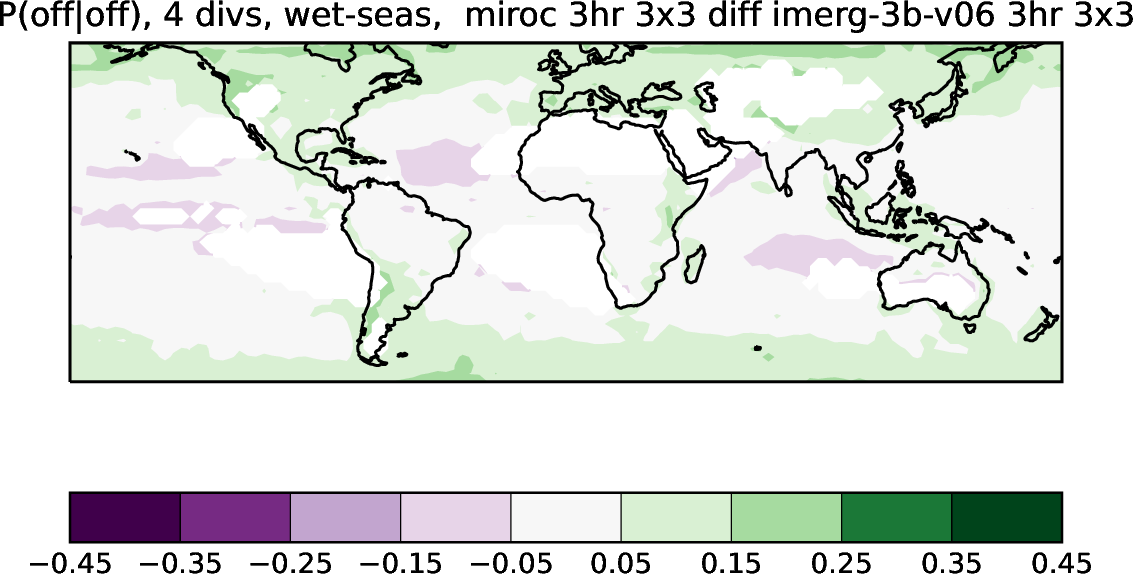 P(off|off), 4 divs, wet-seas,  miroc 3hr 3x3 diff imerg-3b-v06 3hr 3x3
−0.45 −0.35 −0.25 −0.15 −0.05 0.05 0.15 0.25 0.35 0.45